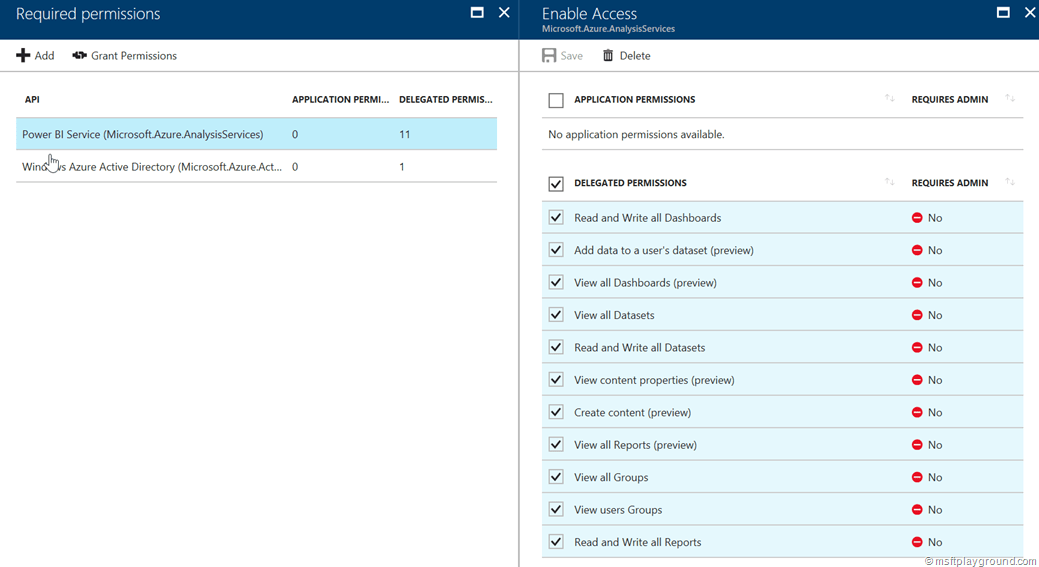 Required permissions
Add Grant Permissions
API APPLICATION PERMI... DELEGATED PERMIS...
Power BI Service (Microsoft.Azure.AnalysisServices) 0 11
Windows Azure Active Directory (Microsoft.Azure.Act... 0 1
Enable Access
Microsoft.Azure.AnalysisServices
Save Delete
APPLICATION PERMISSIONS REQUIRES ADMIN
No application permissions available.
DELEGATED PERMISSIONS REQUIRES ADMIN
Read and Write all Dashboards No
Add data to a user's dataset (preview) No
View all Dashboards (preview) No
View all Datasets No
Read and Write all Datasets No
View content properties (preview) No
Create content (preview) No
View all Reports (preview) No
View all Groups No
View users Groups No
Read and Write all Reports No
© msftplayground.com